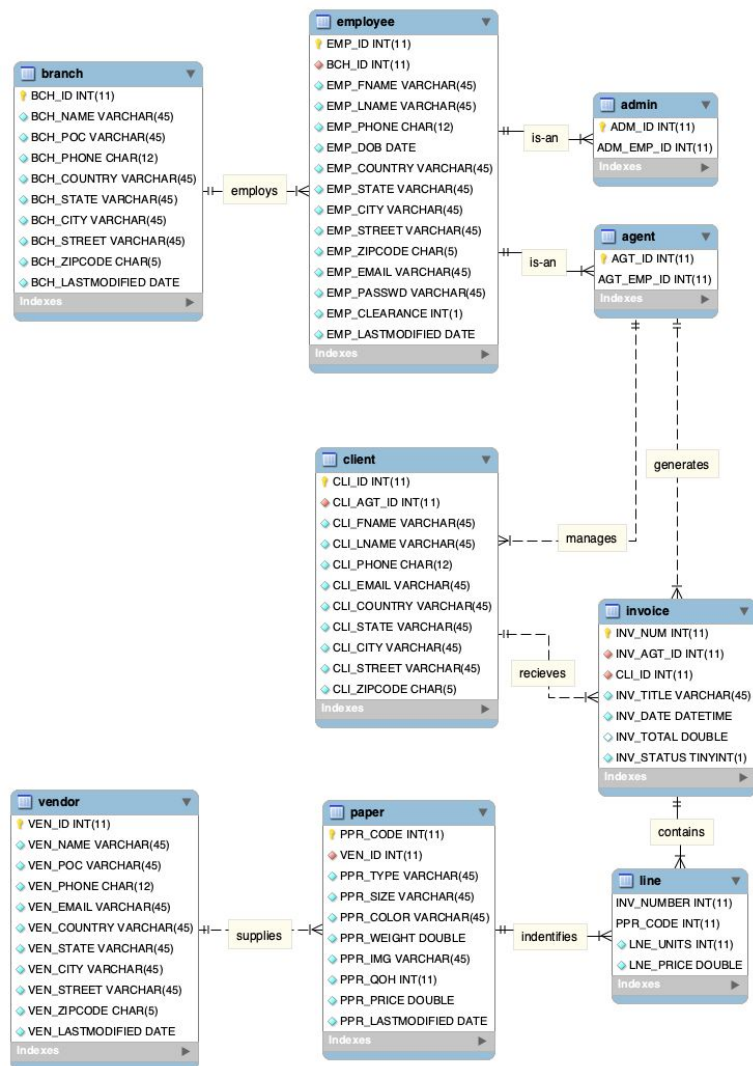 employee
EMP_ID INT(11)
BCH_ID INT(11)
EMP_FNAME VARCHAR(45)
EMP_LNAME VARCHAR(45)
EMP_PHONE CHAR(12)
EMP_DOB DATE
EMP_COUNTRY VARCHAR(45)
EMP_STATE VARCHAR(45)
EMP_CITY VARCHAR(45)
EMP_STREET VARCHAR(45)
EMP_ZIPCODE CHAR(5)
EMP_EMAIL VARCHAR(45)
EMP_PASSWD VARCHAR(45)
EMP_CLEARANCE INT(1)
EMP_LASTMODIFIED DATE
Indexes
branch
BCH_ID INT(11)
BCH_NAME VARCHAR(45)
BCH_POC VARCHAR(45)
BCH_PHONE CHAR(12)
BCH_COUNTRY VARCHAR(45)
BCH_STATE VARCHAR(45)
BCH_CITY VARCHAR(45)
BCH_STREET VARCHAR(45)
BCH_ZIPCODE CHAR(5)
BCH_LASTMODIFIED DATE
Indexes
employs
is-an
admin
ADM_ID INT(11)
ADM_EMP_ID INT(11)
Indexes
is-an
agent
AGT_ID INT(11)
AGT_EMP_ID INT(11)
Indexes
client
CLI_ID INT(11)
CLI_AGT_ID INT(11)
CLI_FNAME VARCHAR(45)
CLI_LNAME VARCHAR(45)
CLI_PHONE CHAR(12)
CLI_EMAIL VARCHAR(45)
CLI_COUNTRY VARCHAR(45)
CLI_STATE VARCHAR(45)
CLI_CITY VARCHAR(45)
CLI_STREET VARCHAR(45)
CLI_ZIPCODE CHAR(5)
Indexes
generates
manages
recieves
invoice
INV_NUM INT(11)
INV_AGT_ID INT(11)
CLI_ID INT(11)
INV_TITLE VARCHAR(45)
INV_DATE DATETIME
INV_TOTAL DOUBLE
INV_STATUS TINYINT(1)
Indexes
vendor
VEN_ID INT(11)
VEN_NAME VARCHAR(45)
VEN_POC VARCHAR(45)
VEN_PHONE CHAR(12)
VEN_EMAIL VARCHAR(45)
VEN_COUNTRY VARCHAR(45)
VEN_STATE VARCHAR(45)
VEN_CITY VARCHAR(45)
VEN_STREET VARCHAR(45)
VEN_ZIPCODE CHAR(5)
VEN_LASTMODIFIED DATE
Indexes
supplies
paper
PPR_CODE INT(11)
VEN_ID INT(11)
PPR_TYPE VARCHAR(45)
PPR_SIZE VARCHAR(45)
PPR_COLOR VARCHAR(45)
PPR_WEIGHT DOUBLE
PPR_IMG VARCHAR(45)
PPR_QOH INT(11)
PPR_PRICE DOUBLE
PPR_LASTMODIFIED DATE
Indexes
contains
indentifies
line
INV_NUMBER INT(11)
PPR_CODE INT(11)
LNE_UNITS INT(11)
LNE_PRICE DOUBLE
Indexes